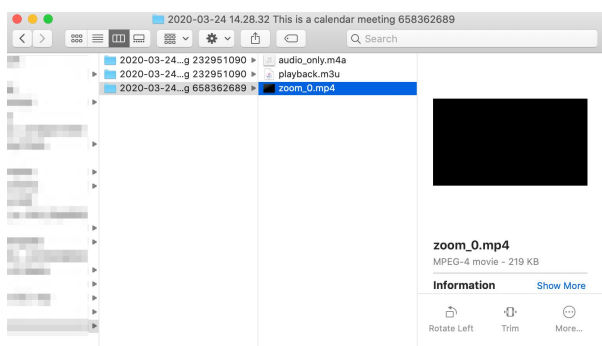 2020-03-24 14.28.32 This is a calendar meeting 658362689
Search
2020-03-24...g 232951090
2020-03-24...g 232951090
2020-03-24...g 658362689
audio_only.m4a
playback.m3u
zoom_0.mp4
zoom_0.mp4
MPEG-4 movie - 219 KB
Information Show More
Rotate Left Trim More...